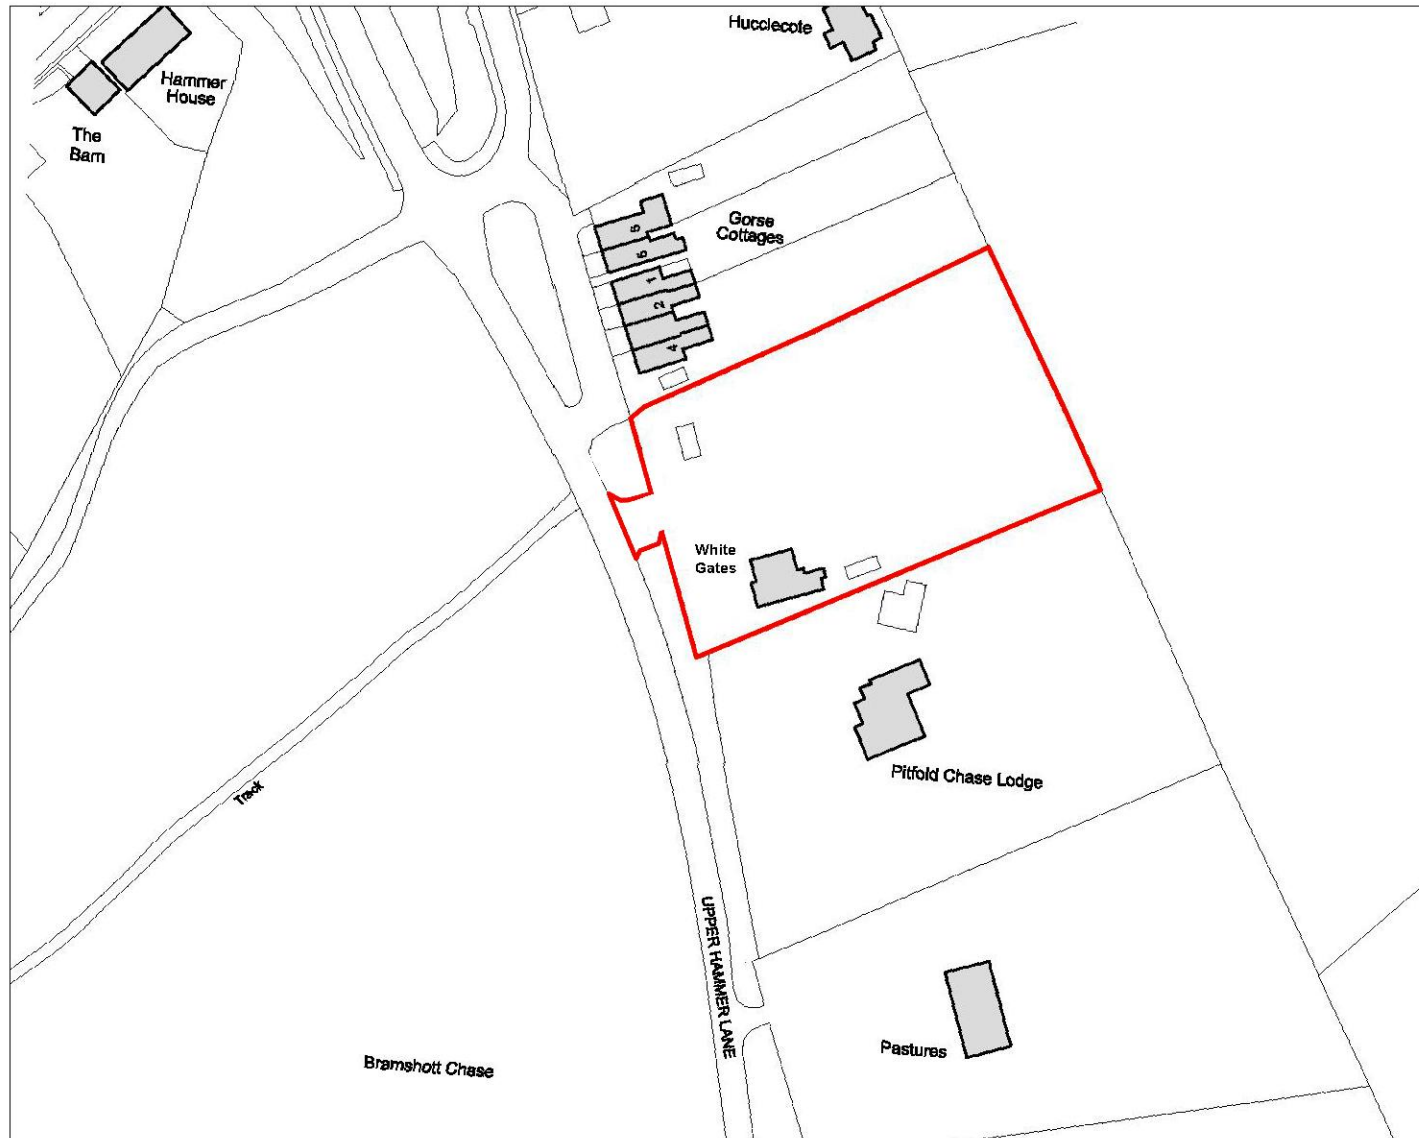 Hucclecote
Hammer
House
The
Barn
Gorse
Cottages
5
6
1
2
4
White
Gates
Pitfold Chase Lodge
Track
UPPER HAMMER LANE
Pastures
Bramshott Chase